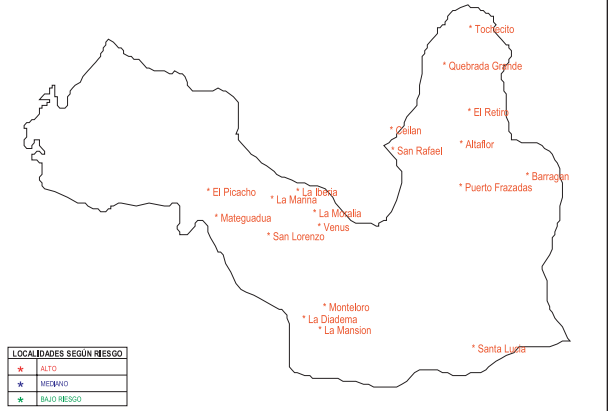 * Tochecito
* Quebrada Grande
* El Retiro
* Ceilan
* Altaflor
* San Rafael
* Barragan
* Puerto Frazadas
* El Picacho
* La Iberia
* La Marina
* La Moralia
* Mateguadua
* Venus
* San Lorenzo
* Monteloro
* La Diadema
* La Mansion
* Santa Lucia
LOCALIDADES SEGÚN RIESGO
* ALTO
* MEDIANO
* BAJO RIESGO